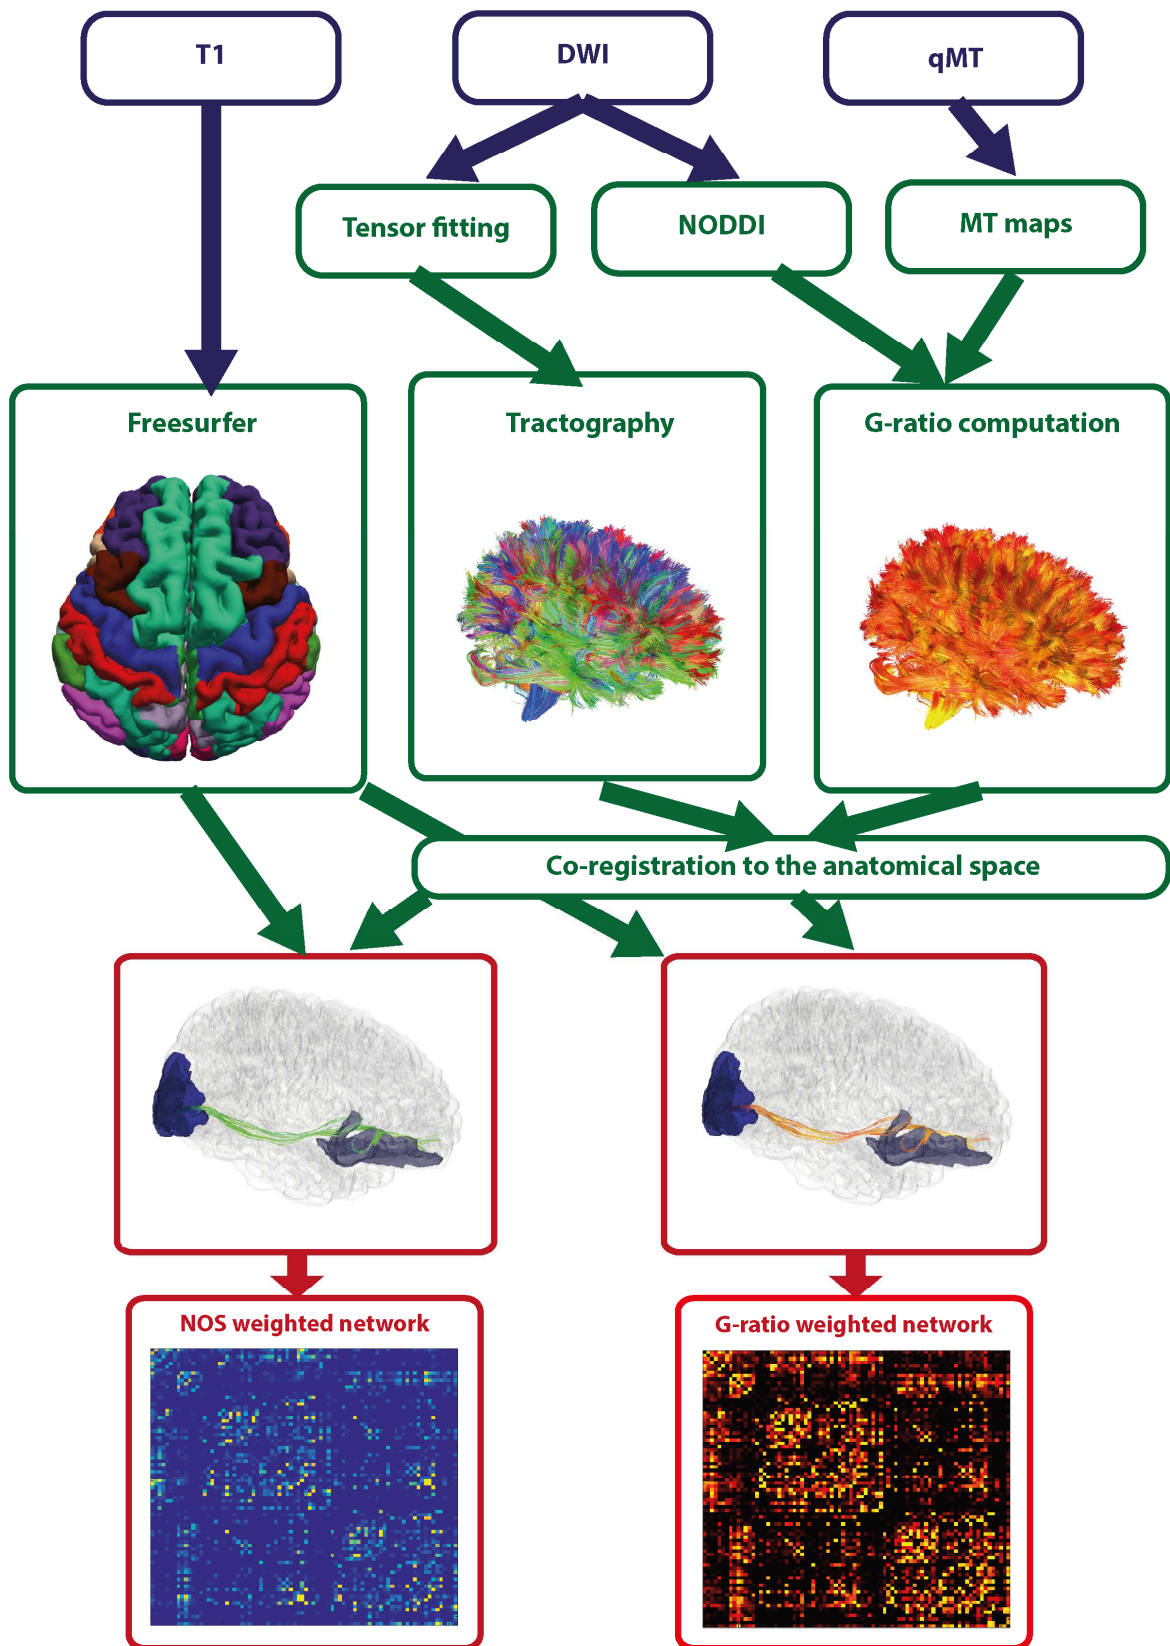 T1
DWI
qMT
Tensor fitting
NODDI
MT maps
Freesurfer
Tractography
G-ratio computation
Co-registration to the anatomical space
NOS weighted network
G-ratio weighted network